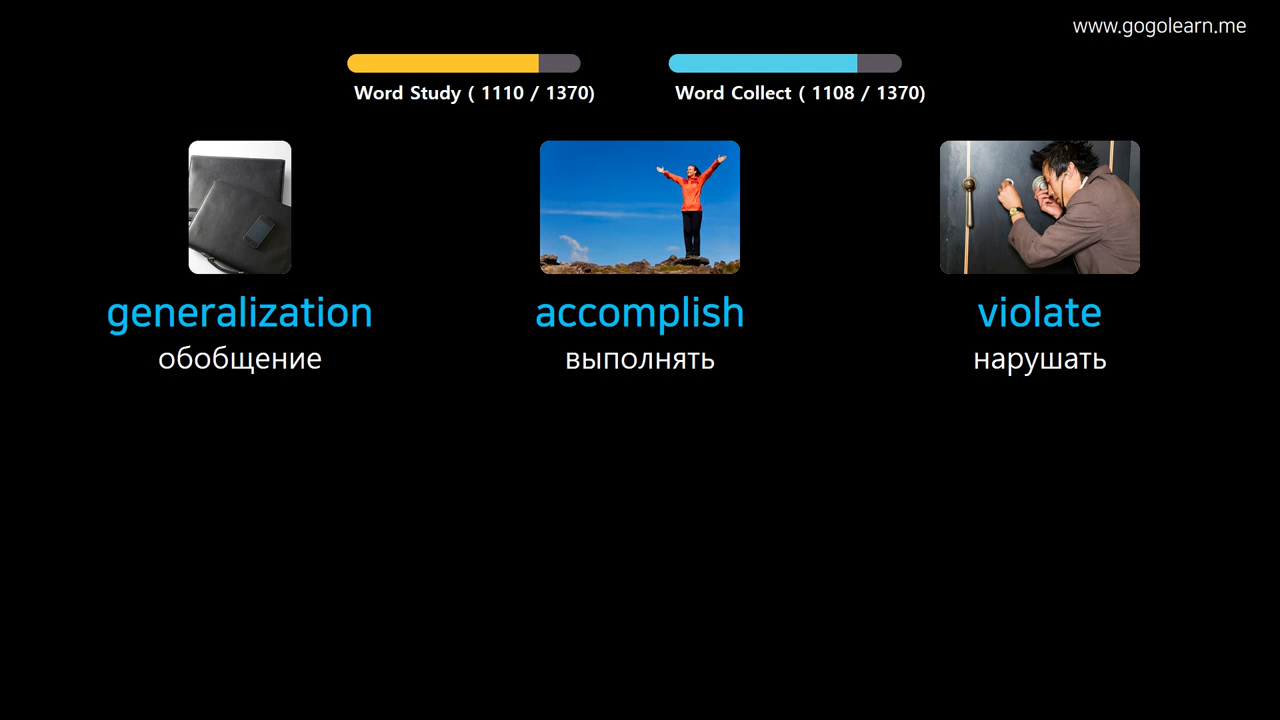 www.gogolearn.me
Word Study ( 1110 / 1370)
Word Collect ( 1108 / 1370)
generalization
обобщение
accomplish
выполнять
violate
нарушать